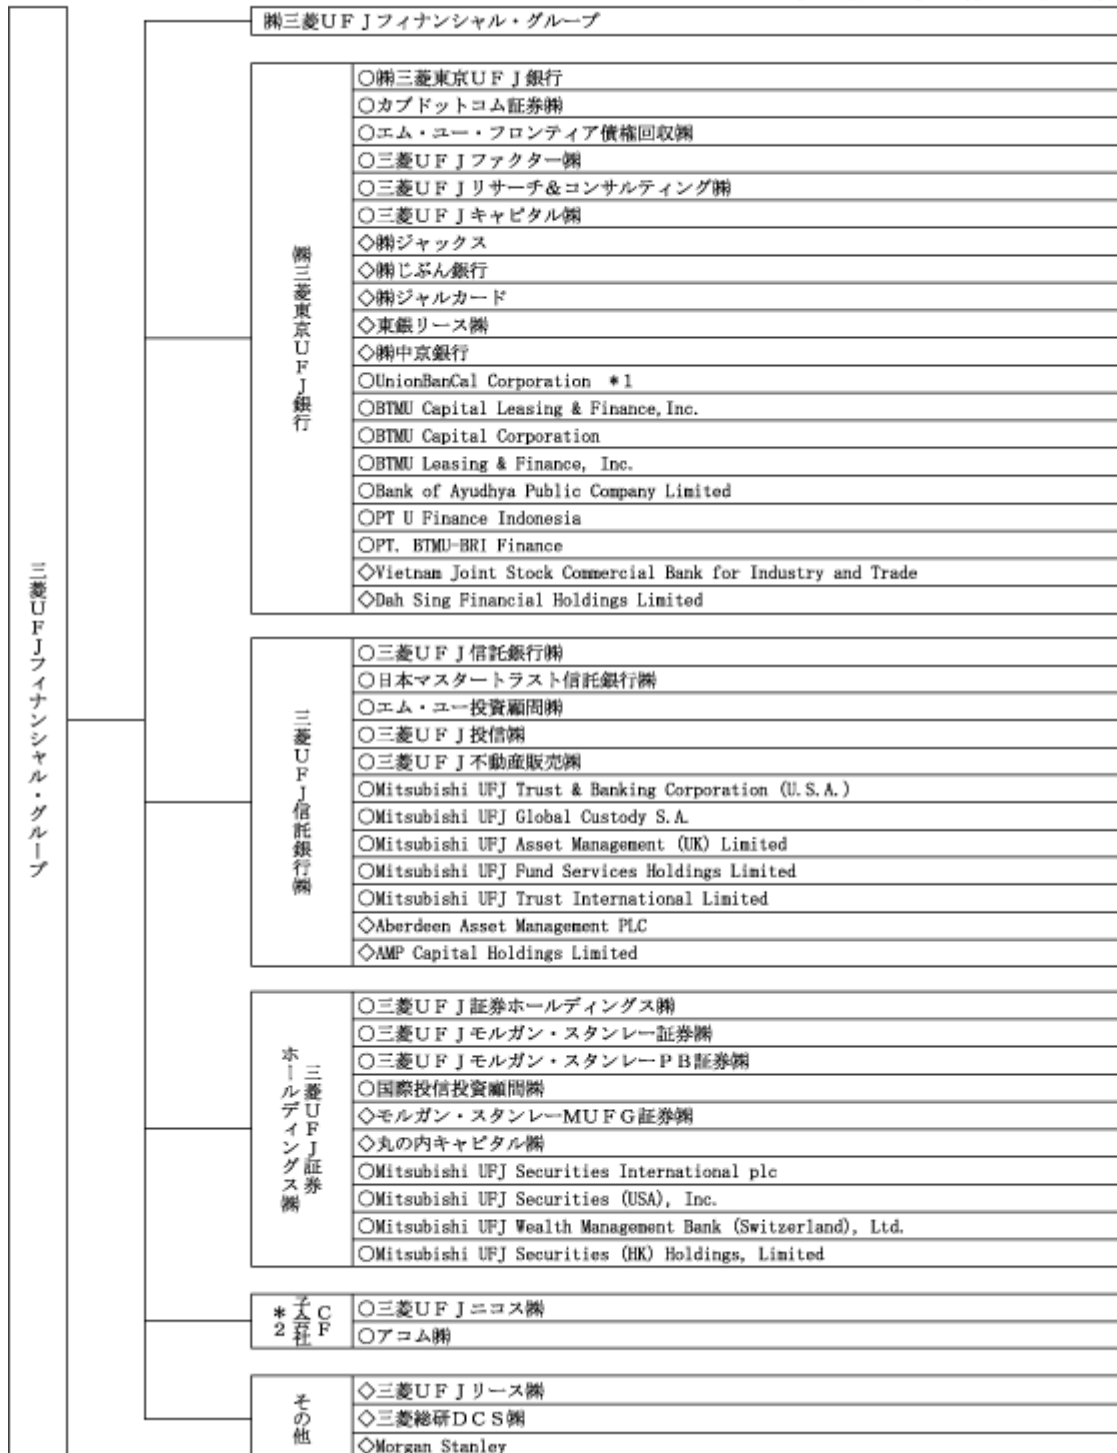 三菱ＵＦＪフィナンシャル・グループ
㈱三菱ＵＦＪフィナンシャル・グループ
㈱三菱東京ＵＦＪ銀行
○㈱三菱東京ＵＦＪ銀行
○カブドットコム証券㈱
○エム・ユー・フロンティア債権回収㈱
○三菱ＵＦＪファクター㈱
○三菱ＵＦＪリサーチ＆コンサルティング㈱
○三菱ＵＦＪキャピタル㈱
◇㈱ジャックス
◇㈱じぶん銀行
◇㈱ジャルカード
◇東銀リース㈱
◇㈱中京銀行
○UnionBanCal Corporation ＊1
○BTMU Capital Leasing & Finance,Inc.
○BTMU Capital Corporation
○BTMU Leasing & Finance, Inc.
○Bank of Ayudhya Public Company Limited
○PT U Finance Indonesia
○PT. BTMU-BRI Finance
◇Vietnam Joint Stock Commercial Bank for Industry and Trade
◇Dah Sing Financial Holdings Limited
三菱ＵＦＪ信託銀行㈱
○三菱ＵＦＪ信託銀行㈱
○日本マスタートラスト信託銀行㈱
○エム・ユー投資顧問㈱
○三菱ＵＦＪ投信㈱
○三菱ＵＦＪ不動産販売㈱
○Mitsubishi UFJ Trust & Banking Corporation (U.S.A.)
○Mitsubishi UFJ Global Custody S.A.
○Mitsubishi UFJ Asset Management (UK) Limited
○Mitsubishi UFJ Fund Services Holdings Limited
○Mitsubishi UFJ Trust International Limited
◇Aberdeen Asset Management PLC
◇AMP Capital Holdings Limited
三菱ＵＦＪ証券
ホールディングス㈱
○三菱ＵＦＪ証券ホールディングス㈱
○三菱ＵＦＪモルガン・スタンレー証券㈱
○三菱ＵＦＪモルガン・スタンレーＰＢ証券㈱
○国際投信投資顧問㈱
◇モルガン・スタンレーＭＵＦＧ証券㈱
◇丸の内キャピタル㈱
○Mitsubishi UFJ Securities International plc
○Mitsubishi UFJ Securities (USA), Inc.
○Mitsubishi UFJ Wealth Management Bank (Switzerland), Ltd.
○Mitsubishi UFJ Securities (HK) Holdings, Limited
ＣＦ
子会社
＊2
○三菱ＵＦＪニコス㈱
○アコム㈱
その他
◇三菱ＵＦＪリース㈱
◇三菱総研ＤＣＳ㈱
◇Morgan Stanley